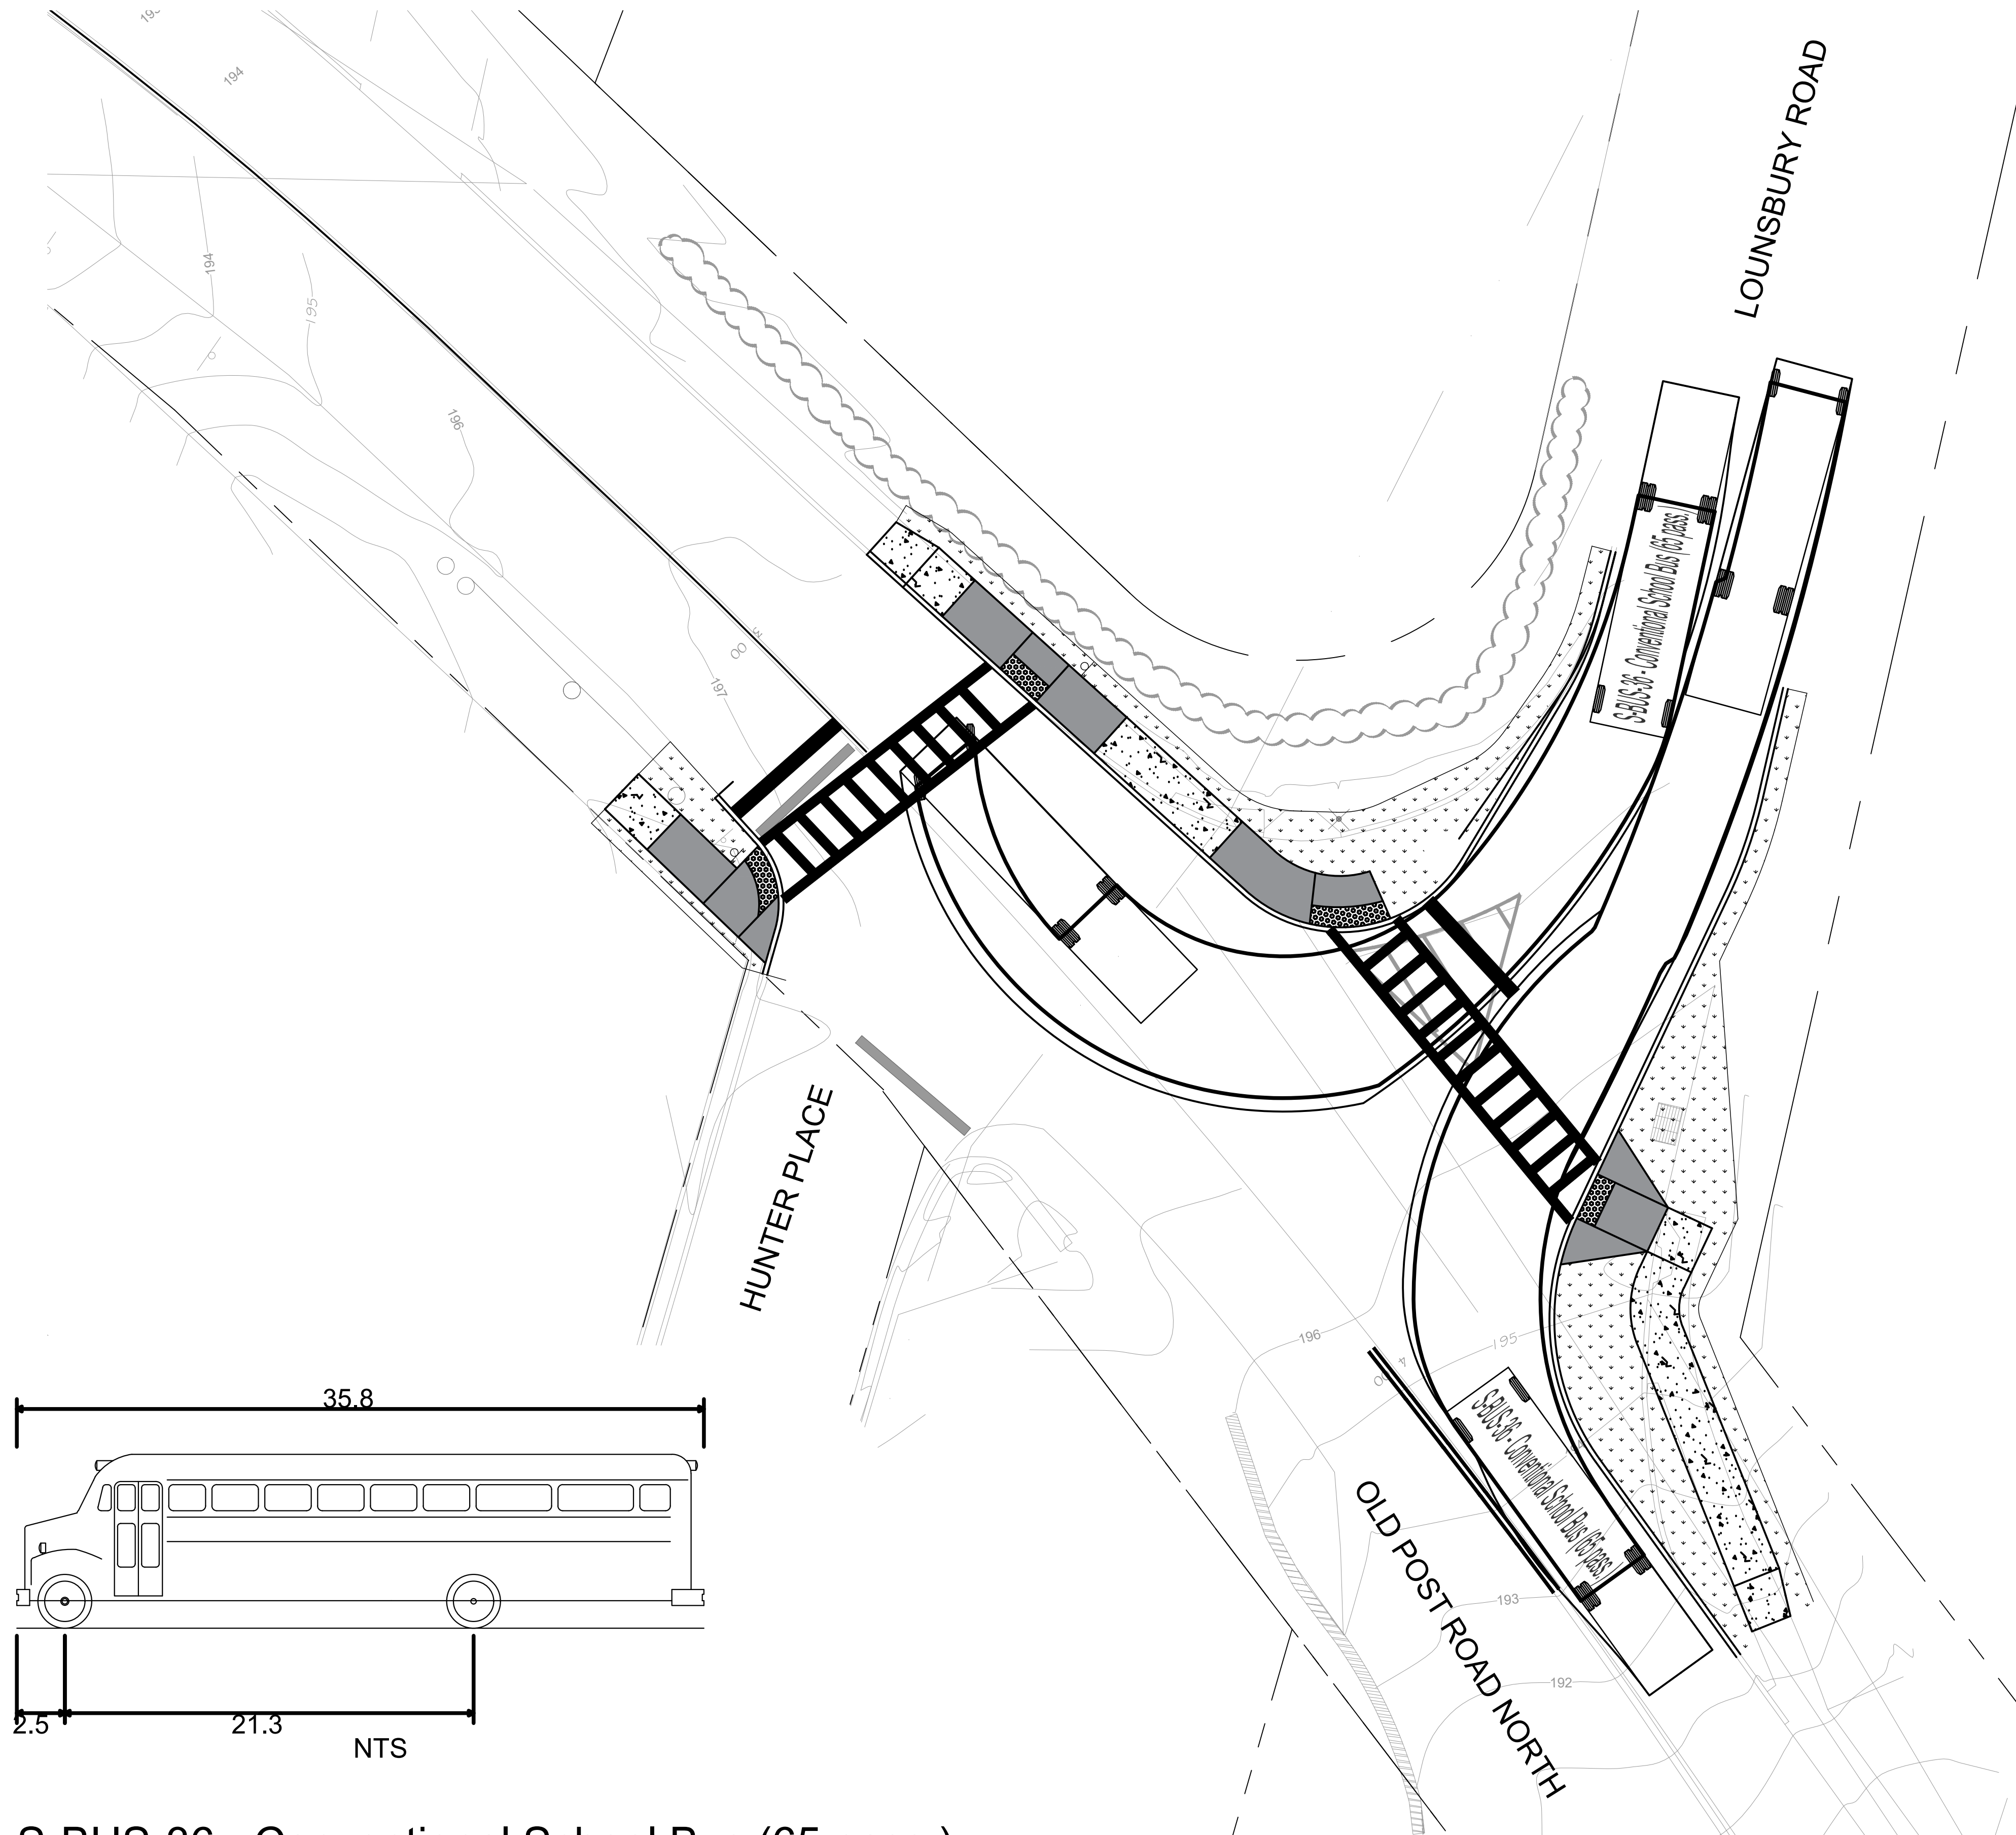 194
194
195
196
197
00
LOUNSBURY ROAD
S-BUS-36 - Conventional School Bus (65 pass.
HUNTER PLACE
196
195
00
S-BUS-36 - Conventional School Bus (65 pass.
OLD POST ROAD NORTH
193
192
35.8
2.5
21.3
NTS